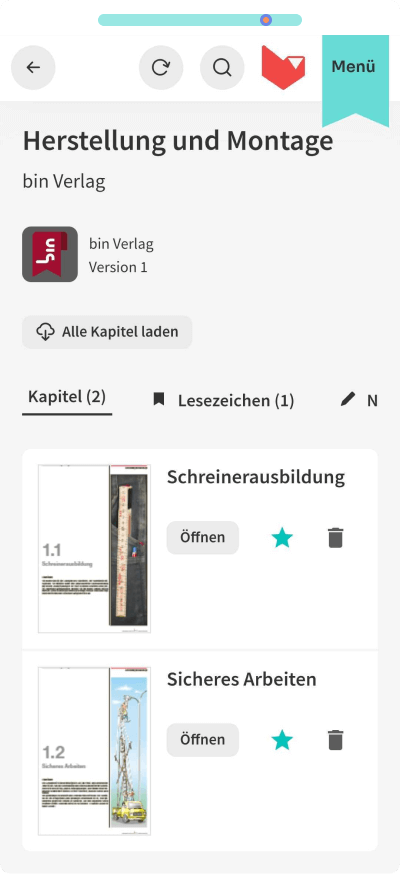 Menü
Herstellung und Montage
bin Verlag
bin
bin Verlag
Version 1
Alle Kapitel laden
Kapitel (2)
Lesezeichen (1)
N
Schreinerausbildung
1.1
Schreinerausbildung
Öffnen
Sicheres Arbeiten
1.2
Sicheres Arbeiten
Öffnen